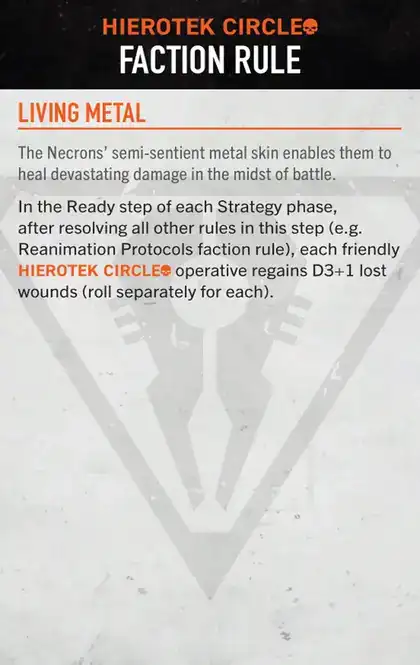 HIEROTEK CIRCLE
FACTION RULE
LIVING METAL
The Necrons’ semi-sentient metal skin enables them to
heal devastating damage in the midst of battle.
In the Ready step of each Strategy phase,
after resolving all other rules in this step (e.g.
Reanimation Protocols faction rule), each friendly
HIEROTEK CIRCLE operative regains D3+1 lost
wounds (roll separately for each).